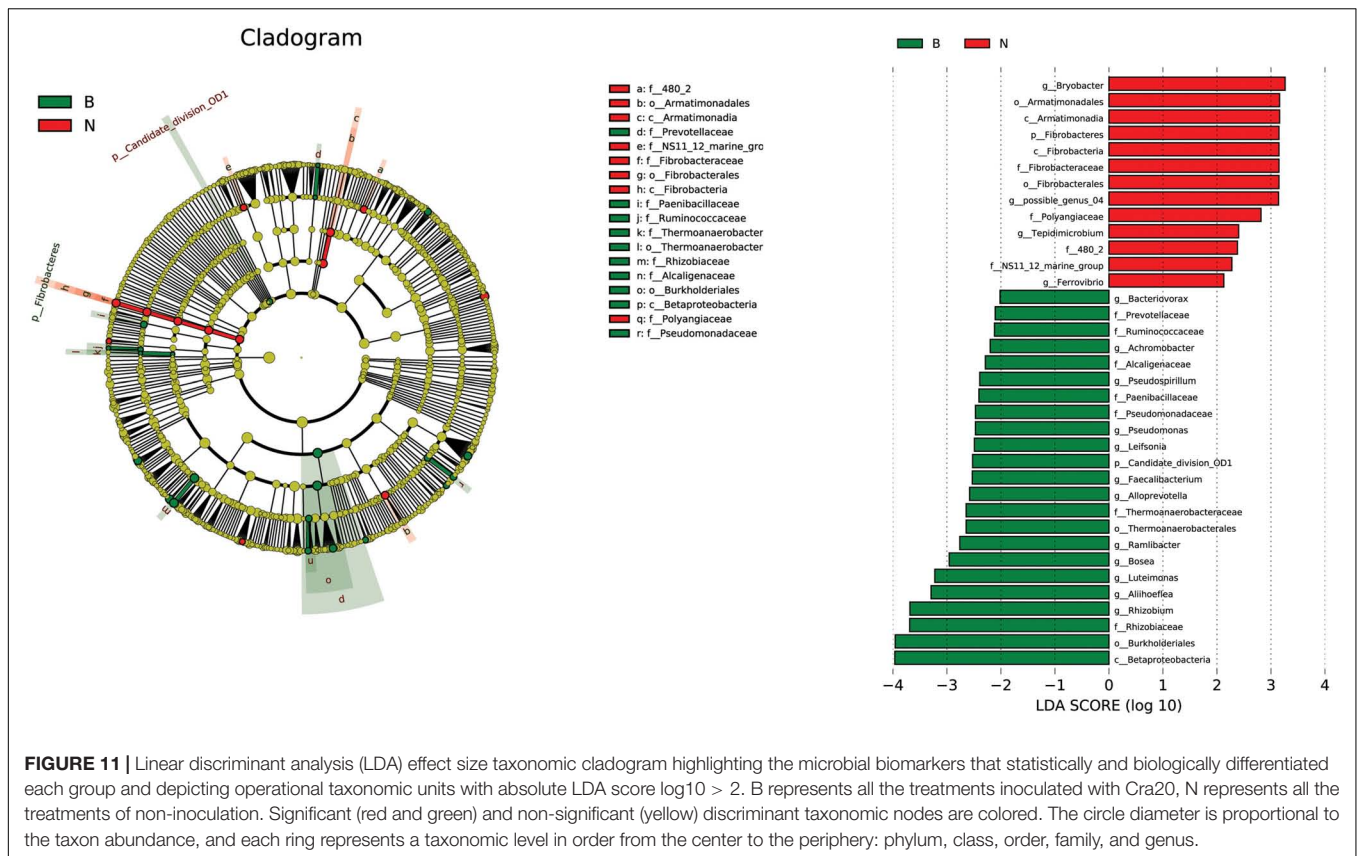 Cladogram
B
N
p__Candidate_division_OD1
c
b
a
d
e
p__Fibrobacteres
h
g
f
i
l
k
j
m
n
o
p
q
r
a: f__480_2
b: o__Armatimonadales
c: c__Armatimonadia
d: f__Prevotellaceae
e: f__NS11_12_marine_gro
f: f__Fibrobacteraceae
g: o__Fibrobacterales
h: c__Fibrobacteria
i: f__Paenibacillaceae
j: f__Ruminococcaceae
k: f__Thermoanaerobacter
l: o__Thermoanaerobacter
m: f__Rhizobiaceae
n: f__Alcaligenaceae
o: o__Burkholderiales
p: c__Betaproteobacteria
q: f__Polyangiaceae
r: f__Pseudomonadaceae
B N
g__Bryobacter
o__Armatimonadales
c__Armatimonadia
p__Fibrobacteres
c__Fibrobacteria
f__Fibrobacteraceae
o__Fibrobacterales
g__possible_genus_04
f__Polyangiaceae
g__Tepidimicrobium
f__480_2
f__NS11_12_marine_group
g__Ferrovibrio
g__Bacteriovorax
f__Prevotellaceae
f__Ruminococcaceae
g__Achromobacter
f__Alcaligenaceae
g__Pseudospirillum
f__Paenibacillaceae
f__Pseudomonadaceae
g__Pseudomonas
g__Leifsonia
p__Candidate_division_OD1
g__Faecalibacterium
g__Alloprevotella
f__Thermoanaerobacteraceae
o__Thermoanaerobacterales
g__Ramlibacter
g__Bosea
g__Luteimonas
g__Aliihoeflea
g__Rhizobium
f__Rhizobiaceae
o__Burkholderiales
c__Betaproteobacteria
−4 −3 −2 −1 0 1 2 3 4
LDA SCORE (log 10)
FIGURE 11 | Linear discriminant analysis (LDA) effect size taxonomic cladogram highlighting the microbial biomarkers that statistically and biologically differentiated
each group and depicting operational taxonomic units with absolute LDA score log10 > 2. B represents all the treatments inoculated with Cra20, N represents all the
treatments of non-inoculation. Significant (red and green) and non-significant (yellow) discriminant taxonomic nodes are colored. The circle diameter is proportional to
the taxon abundance, and each ring represents a taxonomic level in order from the center to the periphery: phylum, class, order, family, and genus.